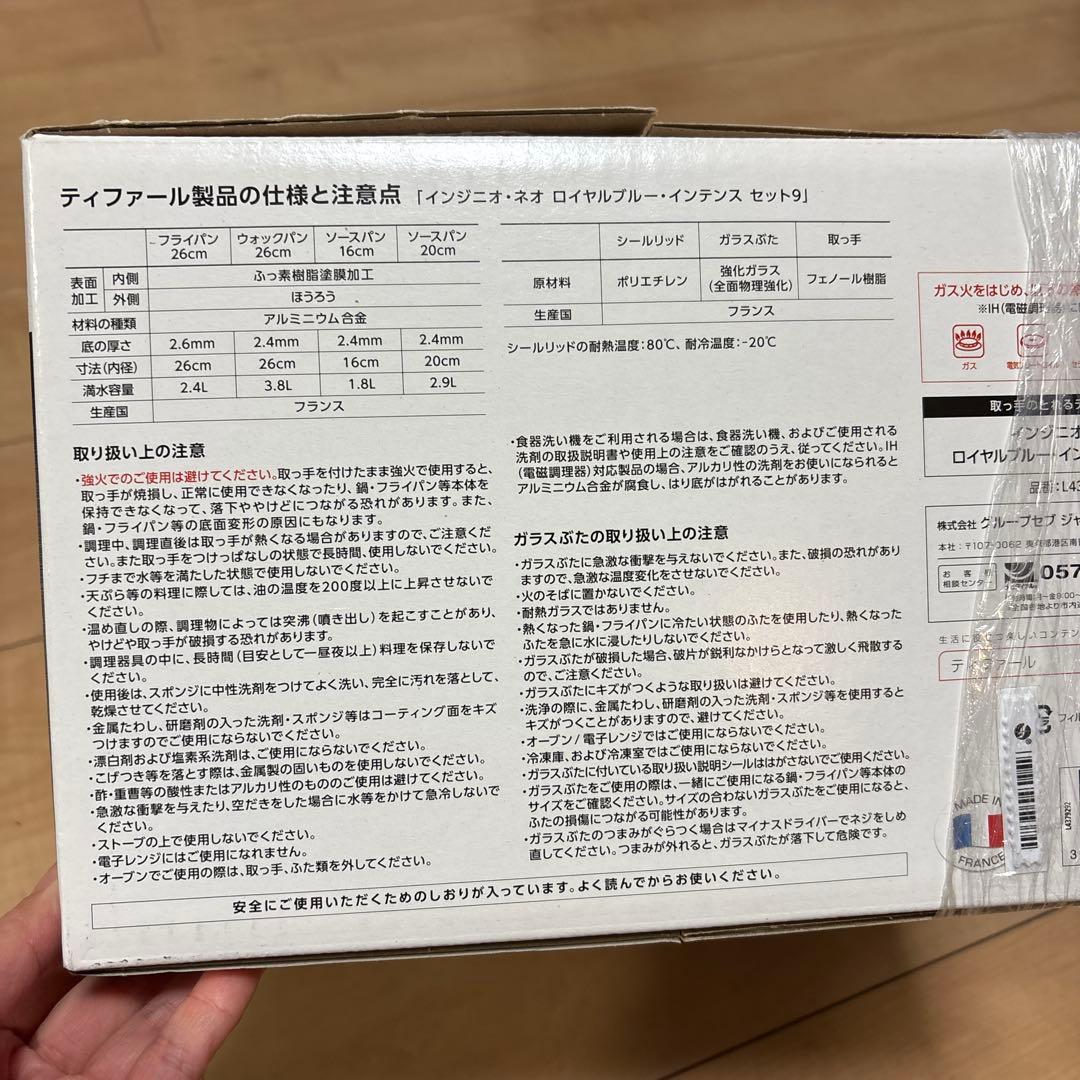 ティファール製品の仕様と注意点 「インジニオ・ネオ ロイヤルブルー・インテンス セット9」
フライパン 26cm ウォックパン 26cm ソースパン 16cm ソースパン 20cm
表面加工 内側 ふっ素樹脂塗膜加工
外側 ほうろう
材料の種類 アルミニウム合金
底の厚さ 2.6mm 2.4mm 2.4mm 2.4mm
寸法(内径) 26cm 26cm 16cm 20cm
満水容量 2.4L 3.8L 1.8L 2.9L
生産国 フランス
シールリッド ガラスぶた 取っ手
原材料 ポリエチレン 強化ガラス(全面物理強化) フェノール樹脂
生産国 フランス
シールリッドの耐熱温度:80℃、耐冷温度:-20℃
取り扱い上の注意
・強火でのご使用は避けてください。取っ手を付けたまま強火で使用すると、
取っ手が焼損し、正常に使用できなくなったり、鍋・フライパン等本体を
保持できなくなって、落下ややけどにつながる恐れがあります。また、
鍋・フライパン等の底面変形の原因にもなります。
・調理中、調理直後は取っ手が熱くなる場合がありますので、ご注意くだ
さい。また取っ手をつけっぱなしの状態で長時間、使用しないでください。
・フチまで水等を満たした状態で使用しないでください。
・天ぷら等の料理に際しては、油の温度を200度以上に上昇させないで
ください。
・温め直しの際、調理物によっては突沸(噴き出し)を起こすことがあり、
やけどや取っ手が破損する恐れがあります。
・調理器具の中に、長時間(目安として一昼夜以上)料理を保存しないで
ください。
・使用後は、スポンジに中性洗剤をつけてよく洗い、完全に汚れを落として、
乾燥させてください。
・金属たわし、研磨剤の入った洗剤・スポンジ等はコーティング面をキズ
つけますのでご使用にならないでください。
・漂白剤および塩素系洗剤は、ご使用にならないでください。
・こげつき等を落とす際は、金属製の固いものを使用しないでください。
・酢・重曹等の酸性またはアルカリ性のもののご使用は避けてください。
・急激な衝撃を与えたり、空だきをした場合に水等をかけて急冷しないで
ください。
・ストーブの上で使用しないでください。
・電子レンジにはご使用になれません。
・オーブンでご使用の際は、取っ手、ふた類を外してください。
・食器洗い機をご利用される場合は、食器洗い機、およびご使用される
洗剤の取扱説明書や使用上の注意をご確認のうえ、従ってください。IH
(電磁調理器)対応製品の場合、アルカリ性の洗剤をお使いになられると
アルミニウム合金が腐食し、はり底がはがれることがあります。
ガラスぶたの取り扱い上の注意
・ガラスぶたに急激な衝撃を与えないでください。また、破損の恐れがあり
ますので、急激な温度変化をさせないでください。
・火のそばに置かないでください。
・耐熱ガラスではありません。
・熱くなった鍋・フライパンに冷たい状態のふたを使用したり、熱くなった
ふたを急に水に浸したりしないでください。
・ガラスぶたが破損した場合、破片が鋭利なかけらとなって激しく飛散する
ので、ご注意ください。
・ガラスぶたにキズがつくような取り扱いは避けてください。
・洗浄の際に、金属たわし、研磨剤の入った洗剤・スポンジ等を使用すると
キズがつくことがありますので、避けてください。
・オーブン/電子レンジではご使用にならないでください。
・冷凍庫、および冷凍室ではご使用にならないでください。
・ガラスぶたに付いている取り扱い説明シールははがさないでご使用ください。
・ガラスぶたをご使用の際は、一緒にご使用になる鍋・フライパン等本体の
サイズをご確認ください。サイズの合わないガラスぶたをご使用になると、
ふたの損傷につながる可能性があります。
・ガラスぶたのつまみがぐらつく場合はマイナスドライバーでネジをしめ
直してください。つまみが外れると、ガラスぶたが落下して危険です。
安全にご使用いただくためのしおりが入っています。よく読んでからお使いください。
ガス火をはじめ、
※IH(電磁調理
ガス
取っ手のとれる
インジニオ
ロイヤルブルー・イン
品番:L43
株式会社 グループセブ ジャ
本社:〒107-0062 東京都港区南
お客様相談センター 057
生活に役立つ楽しいコンテン
ティファール
MADE IN
FRANCE
L4379292
3